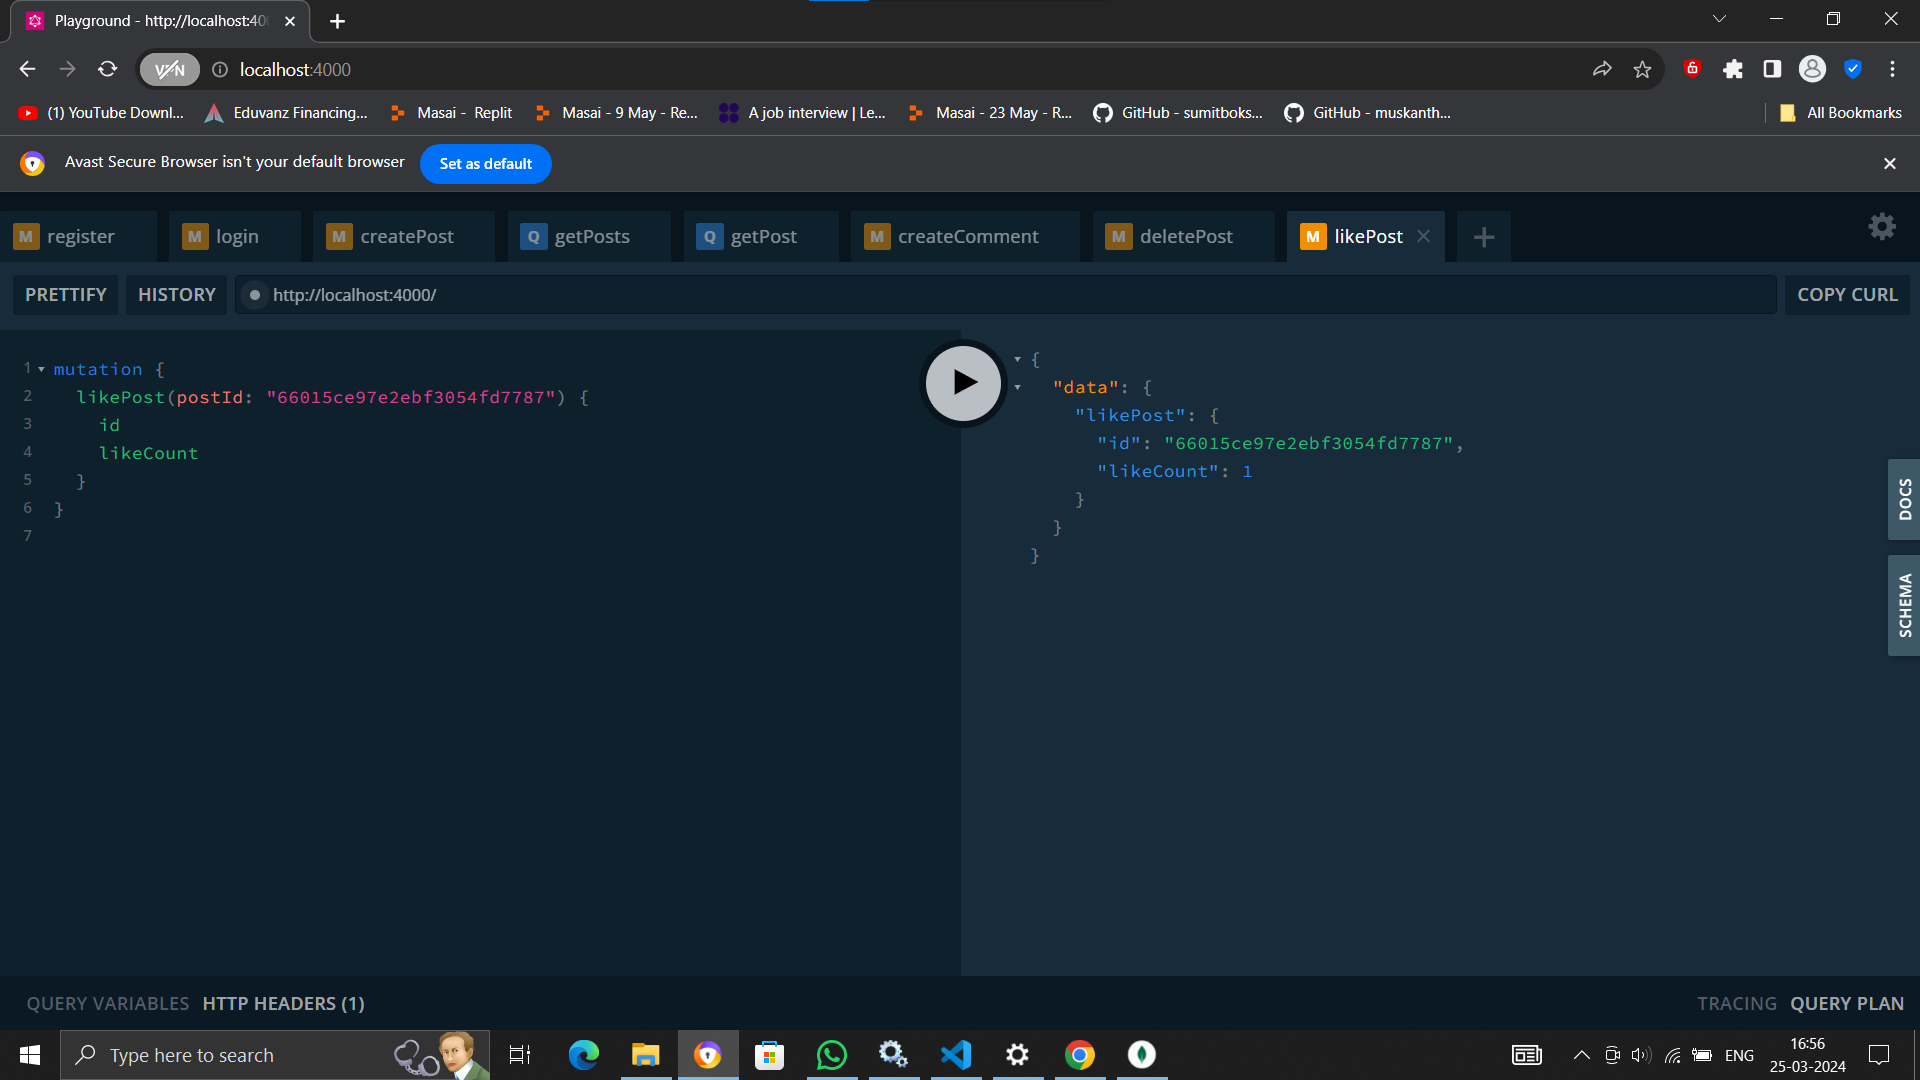 Playground - http://localhost:40
VPN localhost:4000
(1) YouTube Downl... Eduvanz Financing... Masai - Replit Masai - 9 May - Re... A job interview | Le... Masai - 23 May - R... GitHub - sumitboks... GitHub - muskanth... All Bookmarks
Avast Secure Browser isn't your default browser Set as default
M register M login M createPost Q getPosts Q getPost M createComment M deletePost M likePost
PRETTIFY HISTORY http://localhost:4000/ COPY CURL
1 mutation {
2 likePost(postId: "66015ce97e2ebf3054fd7787") {
3 id
4 likeCount
5 }
6 }
7
{
"data": {
"likePost": {
"id": "66015ce97e2ebf3054fd7787",
"likeCount": 1
}
}
}
DOCS
SCHEMA
QUERY VARIABLES HTTP HEADERS (1) TRACING QUERY PLAN
Type here to search ENG 16:56
25-03-2024